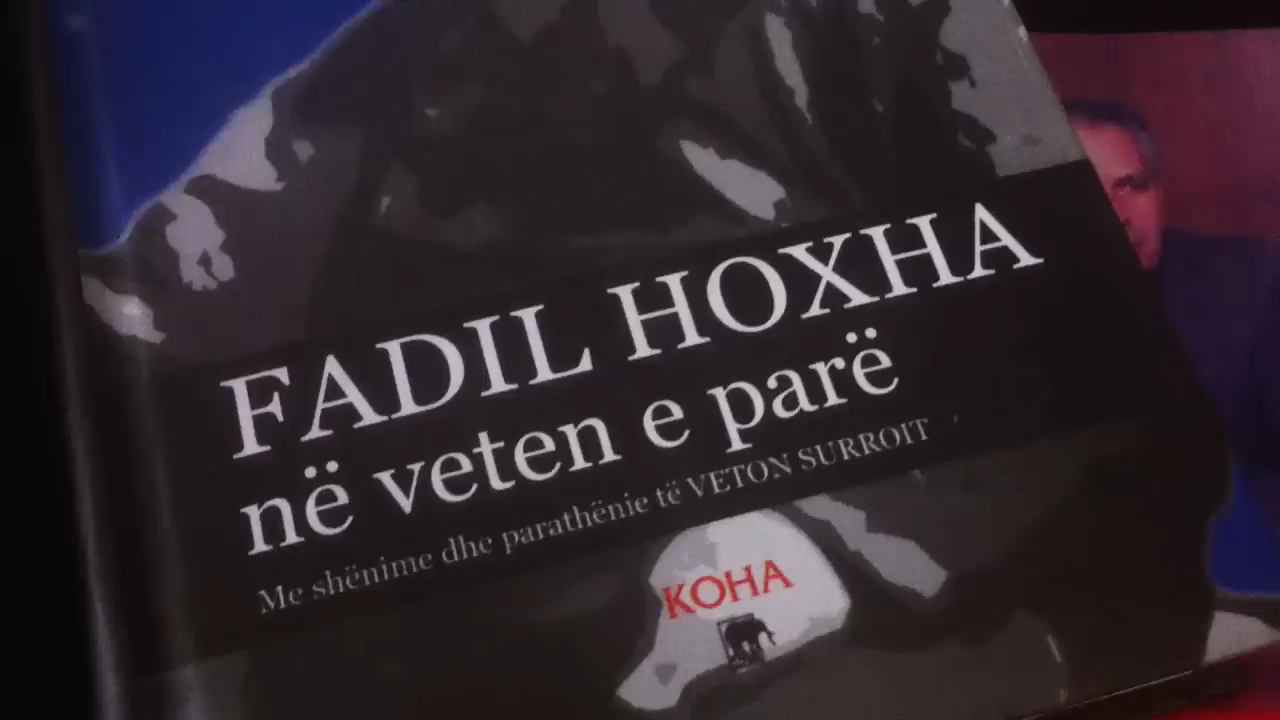 FADIL HOXHA
në veten e parë
Me shënime dhe parathënie të VETON SURROIT
KOHA